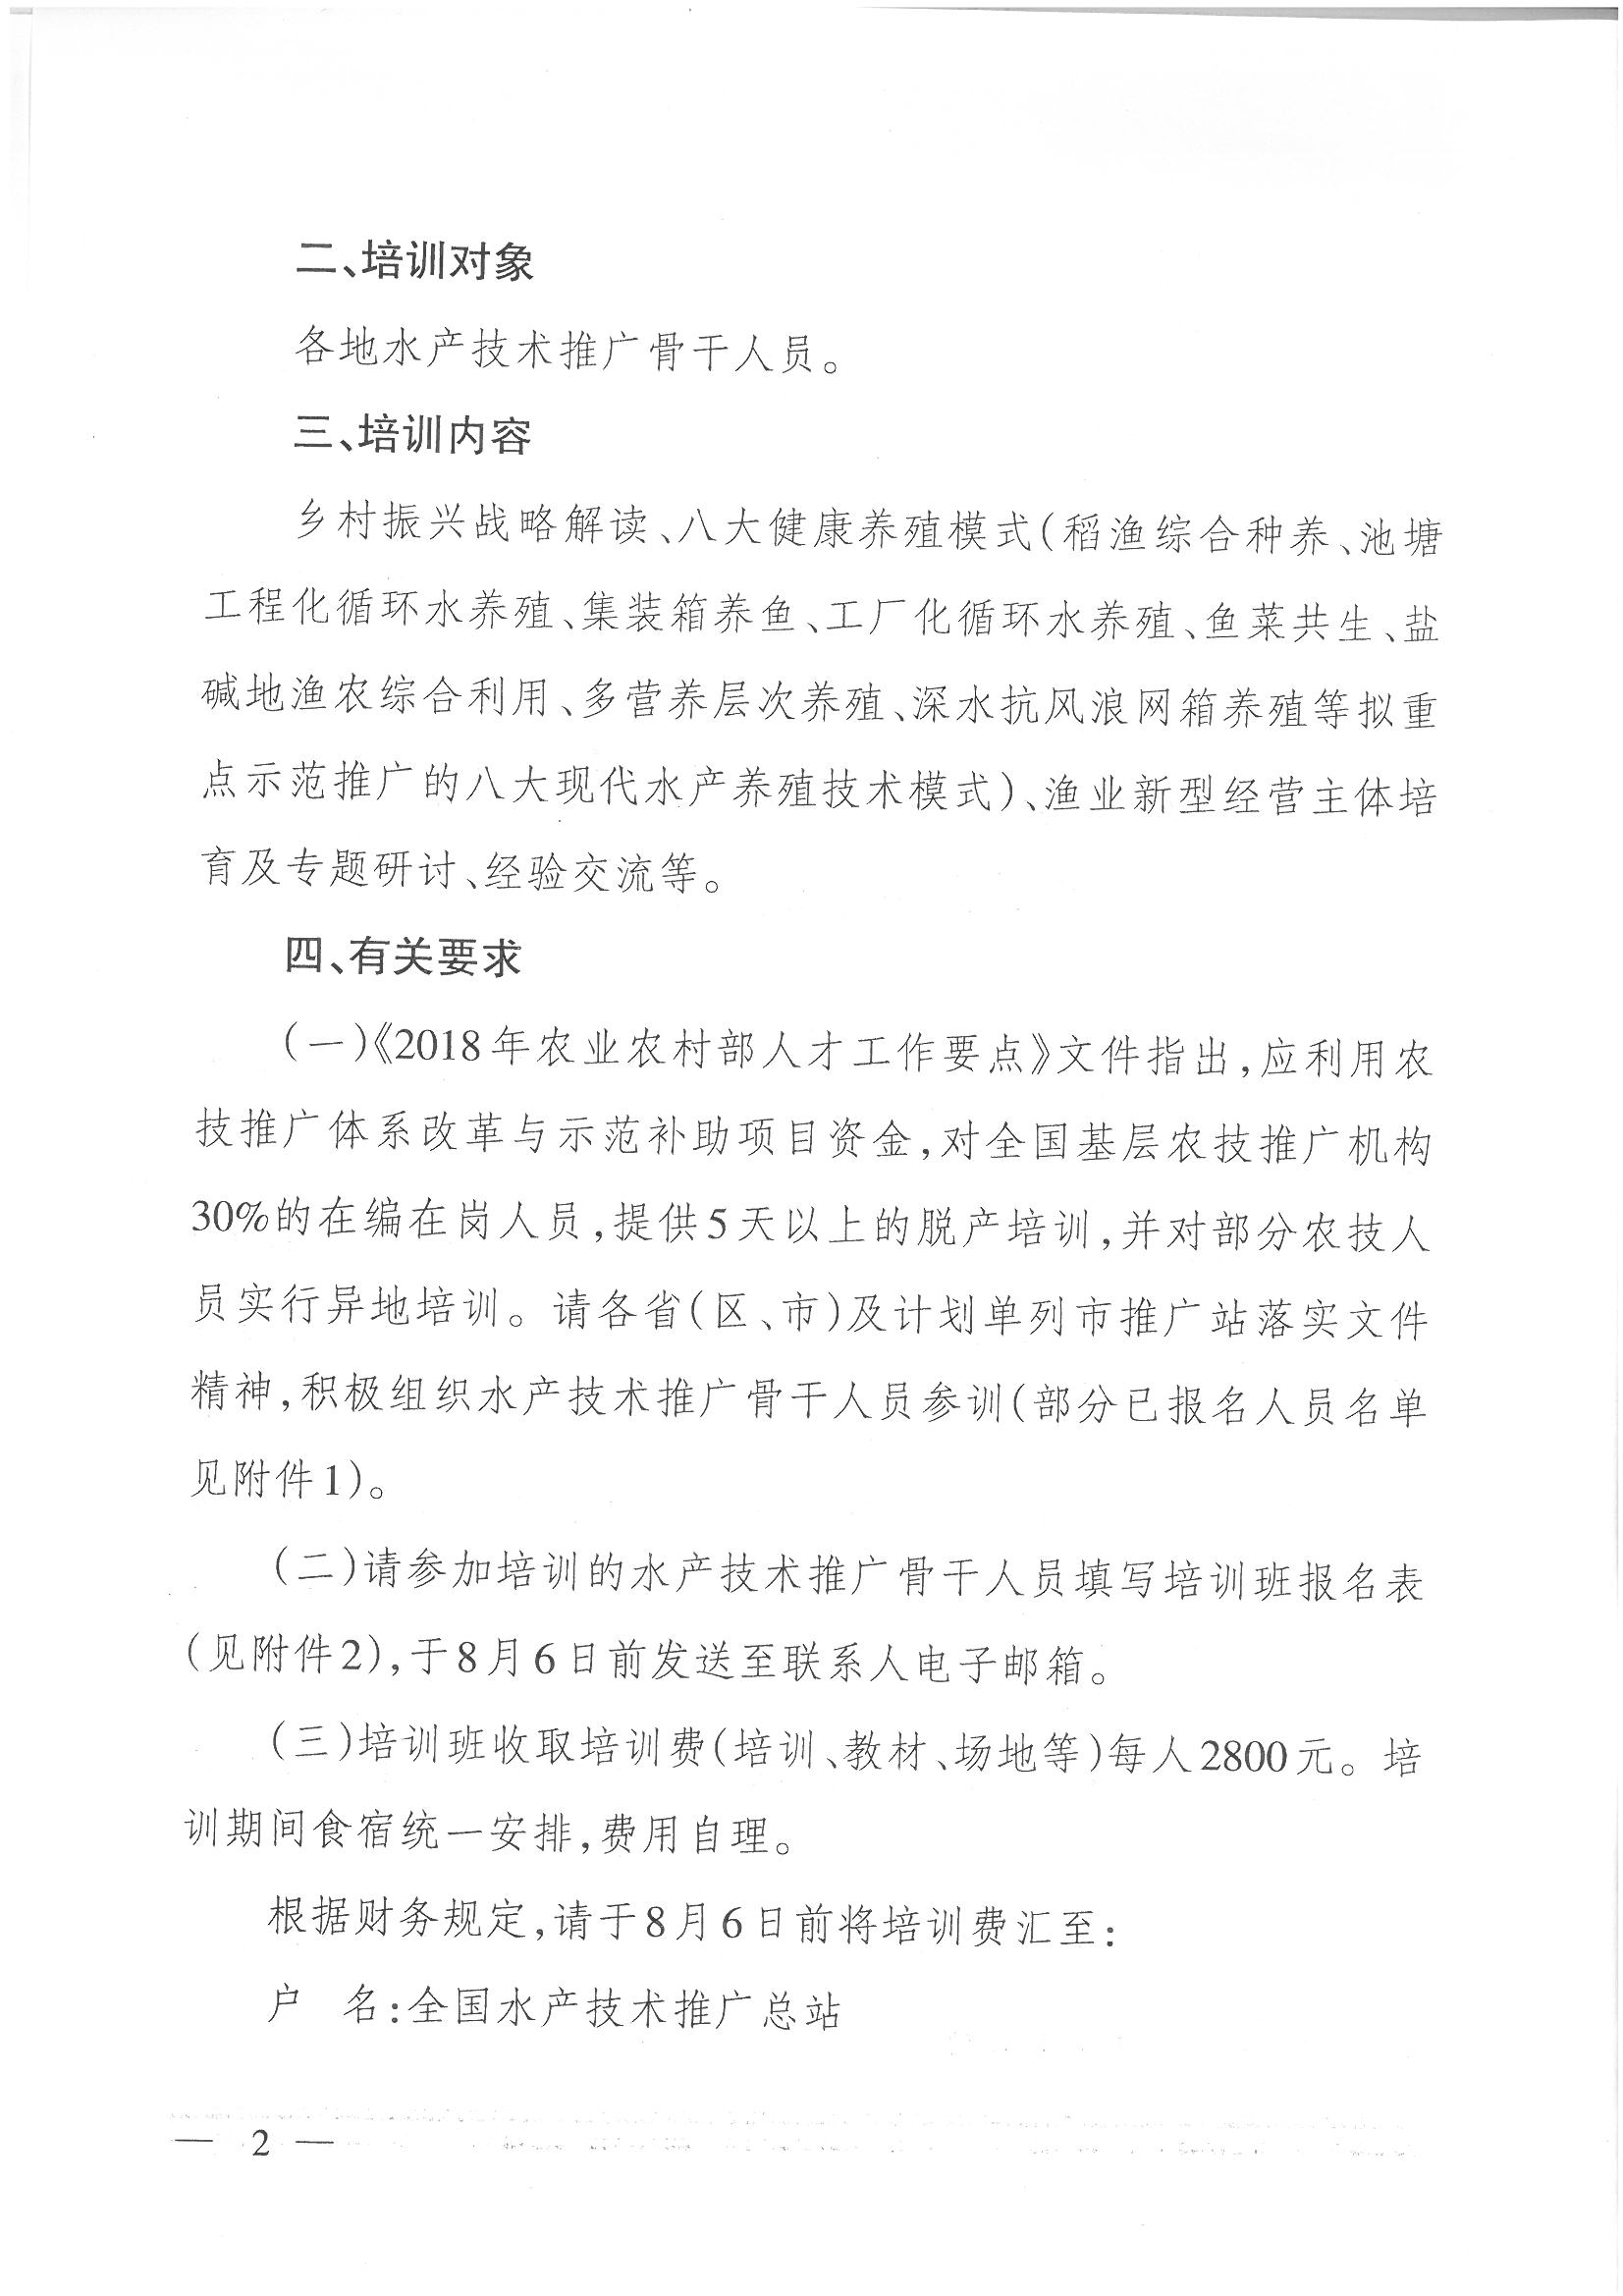 二、培训对象
各地水产技术推广骨干人员。
三、培训内容
乡村振兴战略解读、八大健康养殖模式(稻渔综合种养、池塘
工程化循环水养殖、集装箱养鱼、工厂化循环水养殖、鱼菜共生、盐
碱地渔农综合利用、多营养层次养殖、深水抗风浪网箱养殖等拟重
点示范推广的八大现代水产养殖技术模式)、渔业新型经营主体培
育及专题研讨、经验交流等。
四、有关要求
(一)《2018年农业农村部人才工作要点》文件指出,应利用农
技推广体系改革与示范补助项目资金,对全国基层农技推广机构
30%的在编在岗人员,提供5天以上的脱产培训,并对部分农技人
员实行异地培训。请各省(区、市)及计划单列市推广站落实文件
精神,积极组织水产技术推广骨干人员参训(部分已报名人员名单
见附件1)。
(二)请参加培训的水产技术推广骨干人员填写培训班报名表
(见附件2),于8月6日前发送至联系人电子邮箱。
(三)培训班收取培训费(培训、教材、场地等)每人2800元。培
训期间食宿统一安排,费用自理。
根据财务规定,请于8月6日前将培训费汇至:
户 名:全国水产技术推广总站
— 2 —